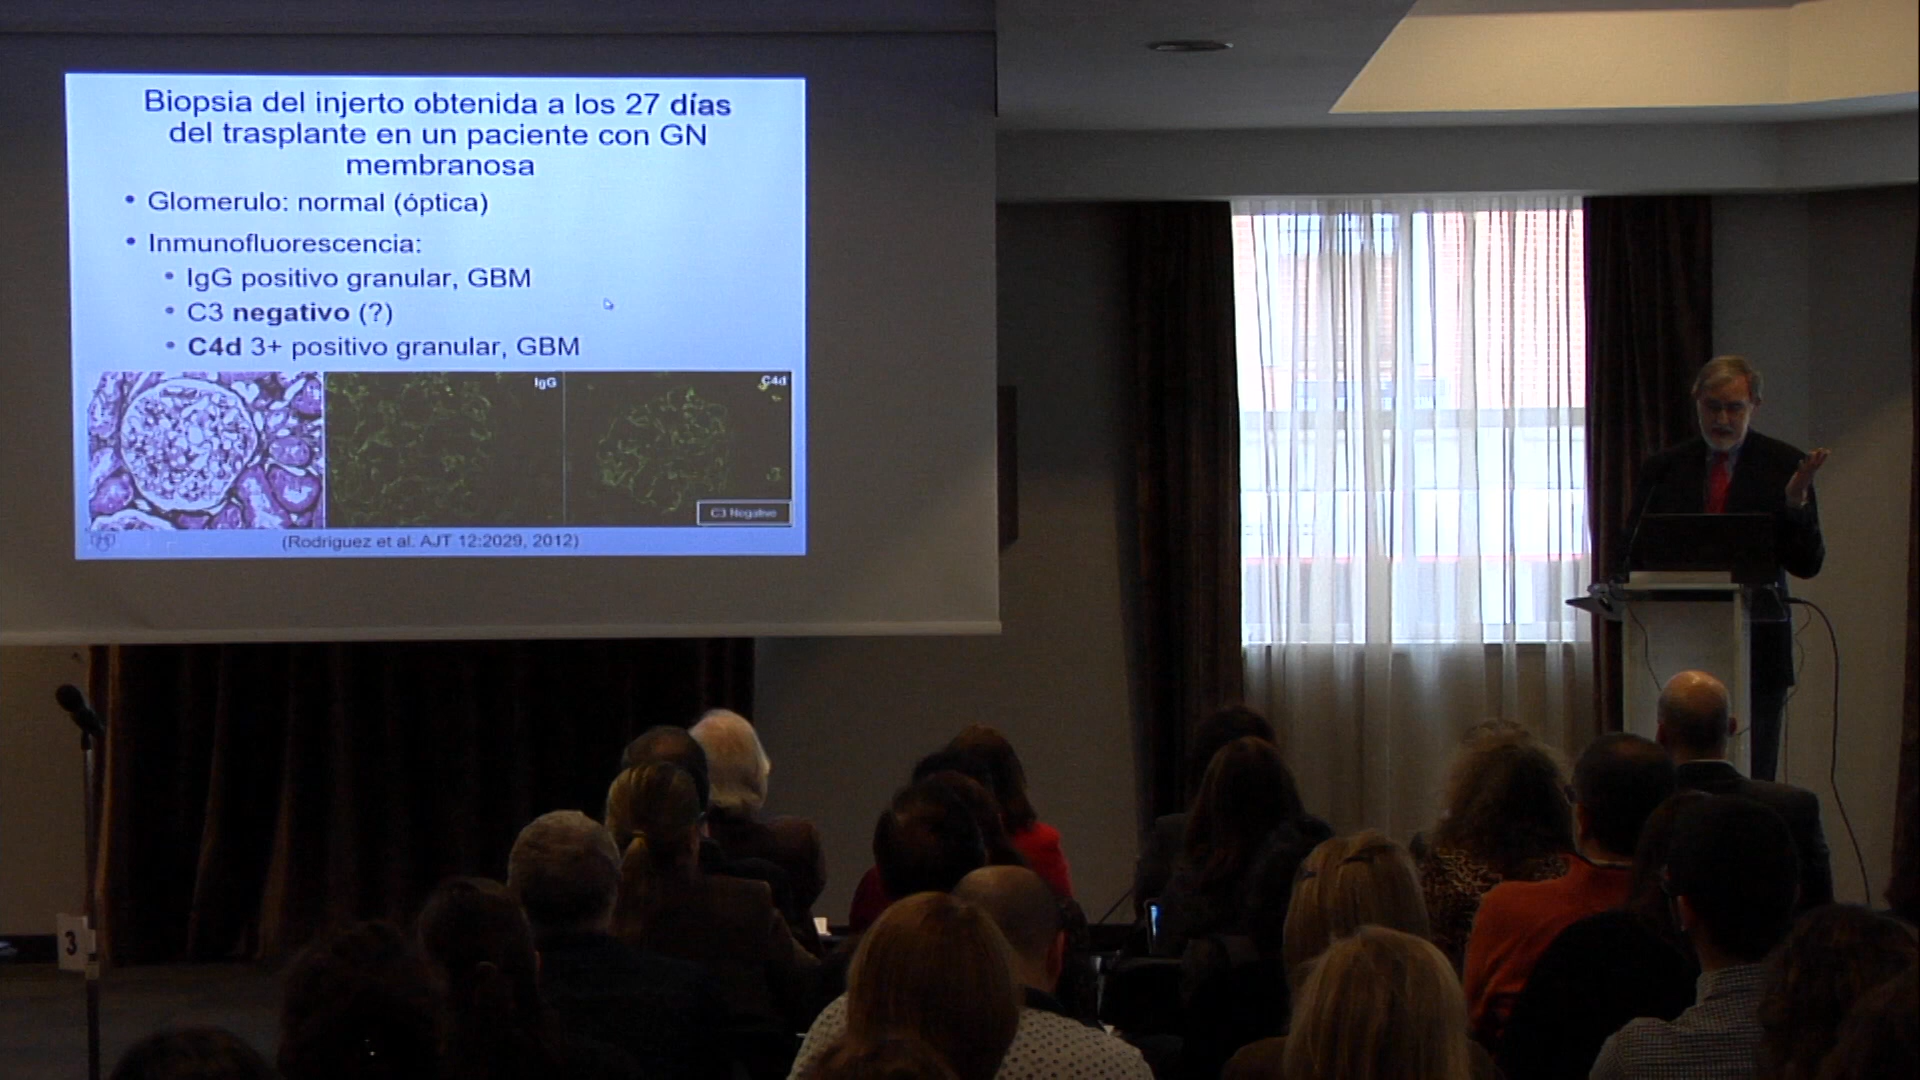 Biopsia del injerto obtenida a los 27 días
del trasplante en un paciente con GN
membranosa
• Glomerulo: normal (óptica)
• Inmunofluorescencia:
• IgG positivo granular, GBM
• C3 negativo (?)
• C4d 3+ positivo granular, GBM
IgG
C4d
C3 Negativo
(Rodriguez et al. AJT 12:2029, 2012)
3